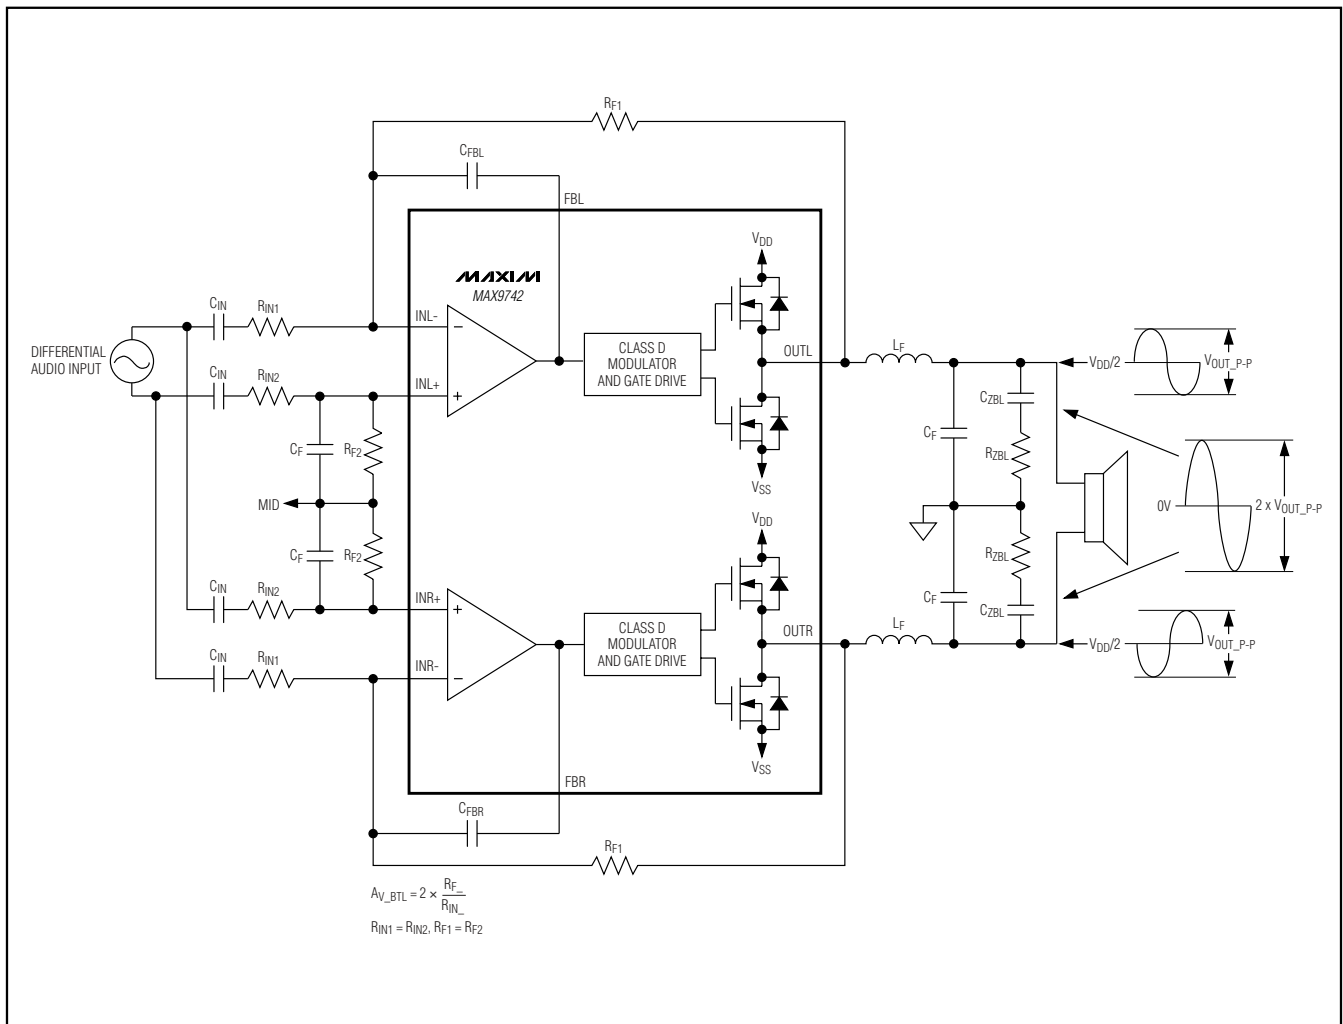 RF1
CFBL
FBL
VDD
MAXIM
MAX9742
CIN
RIN1
INL-
−
DIFFERENTIAL
AUDIO INPUT
CLASS D
MODULATOR
AND GATE DRIVE
OUTL
LF
VDD/2
VOUT_P-P
CIN
RIN2
INL+
+
CZBL
CF
RF2
CF
RZBL
VSS
MID
0V
2 x VOUT_P-P
VDD
CF
RF2
RZBL
CIN
RIN2
INR+
+
CF
CZBL
CLASS D
MODULATOR
AND GATE DRIVE
OUTR
LF
VDD/2
VOUT_P-P
CIN
RIN1
INR-
−
VSS
FBR
CFBR
RF1
AV_BTL = 2 × RF_
RIN_
RIN1 = RIN2, RF1 = RF2